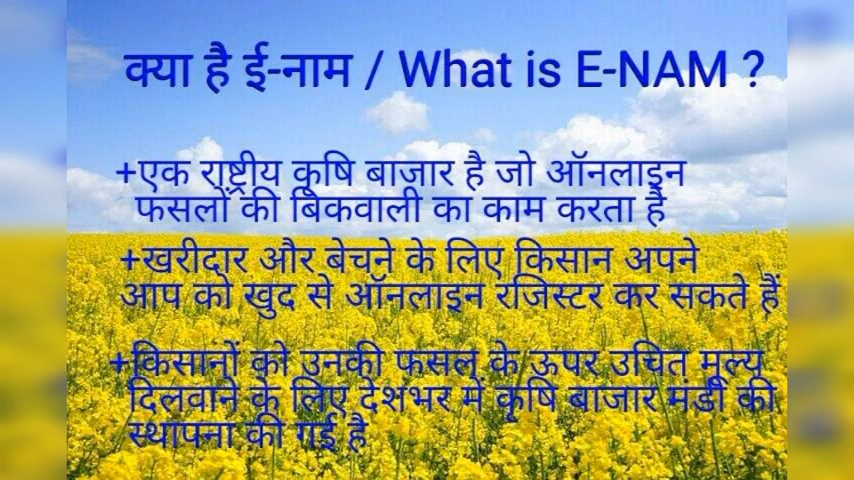 क्या है ई-नाम / What is E-NAM ?
+एक राष्ट्रीय कृषि बाजार है जो ऑनलाइन
फसलों की बिकवाली का काम करता है
+खरीदार और बेचने के लिए किसान अपने
आप को खुद से ऑनलाइन रजिस्टर कर सकते हैं
+किसानों को उनकी फसल के ऊपर उचित मूल्य
दिलवाने के लिए देशभर में कृषि बाजार मंडी की
स्थापना की गई है